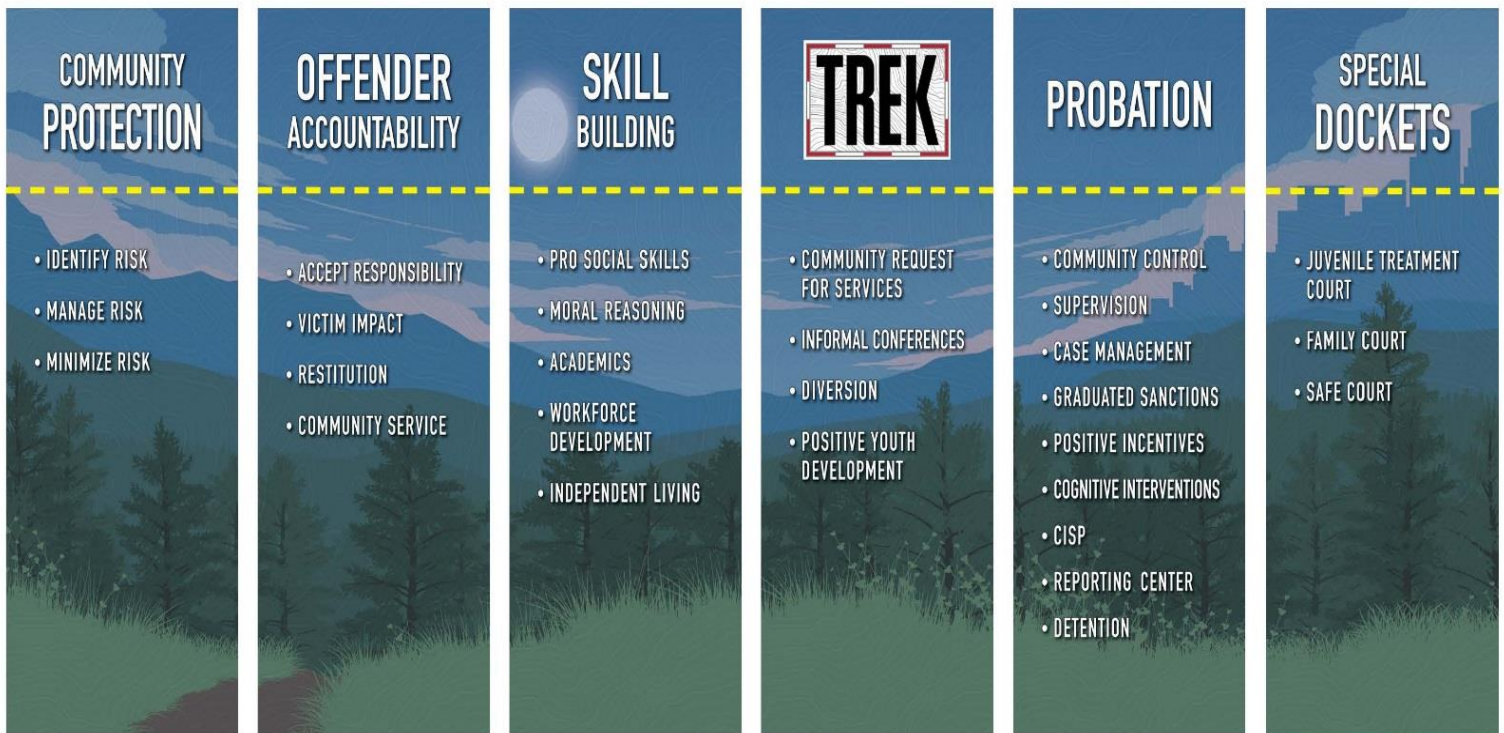 COMMUNITY
PROTECTION
• IDENTIFY RISK
• MANAGE RISK
• MINIMIZE RISK
OFFENDER
ACCOUNTABILITY
• ACCEPT RESPONSIBILITY
• VICTIM IMPACT
• RESTITUTION
• COMMUNITY SERVICE
SKILL
BUILDING
• PRO SOCIAL SKILLS
• MORAL REASONING
• ACADEMICS
• WORKFORCE
DEVELOPMENT
• INDEPENDENT LIVING
TREK
• COMMUNITY REQUEST
FOR SERVICES
• INFORMAL CONFERENCES
• DIVERSION
• POSITIVE YOUTH
DEVELOPMENT
PROBATION
• COMMUNITY CONTROL
• SUPERVISION
• CASE MANAGEMENT
• GRADUATED SANCTIONS
• POSITIVE INCENTIVES
• COGNITIVE INTERVENTIONS
• CISP
• REPORTING CENTER
• DETENTION
SPECIAL
DOCKETS
• JUVENILE TREATMENT
COURT
• FAMILY COURT
• SAFE COURT